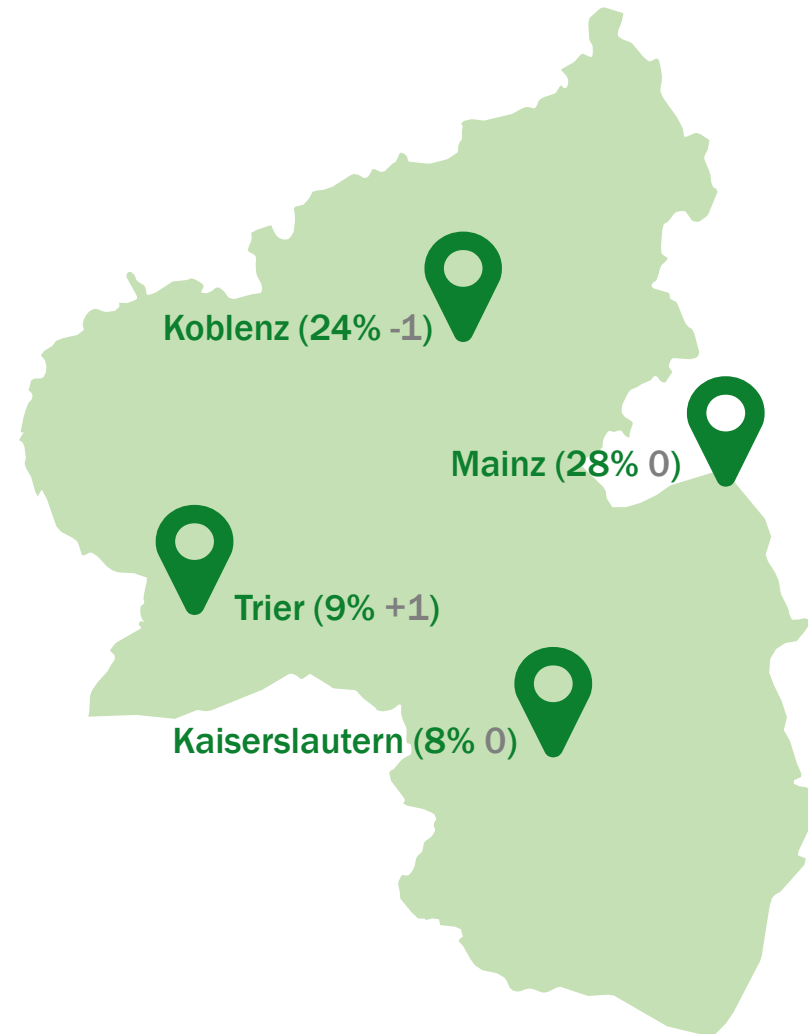 Koblenz (24% -1)
Mainz (28% 0)
Trier (9% +1)
Kaiserslautern (8% 0)